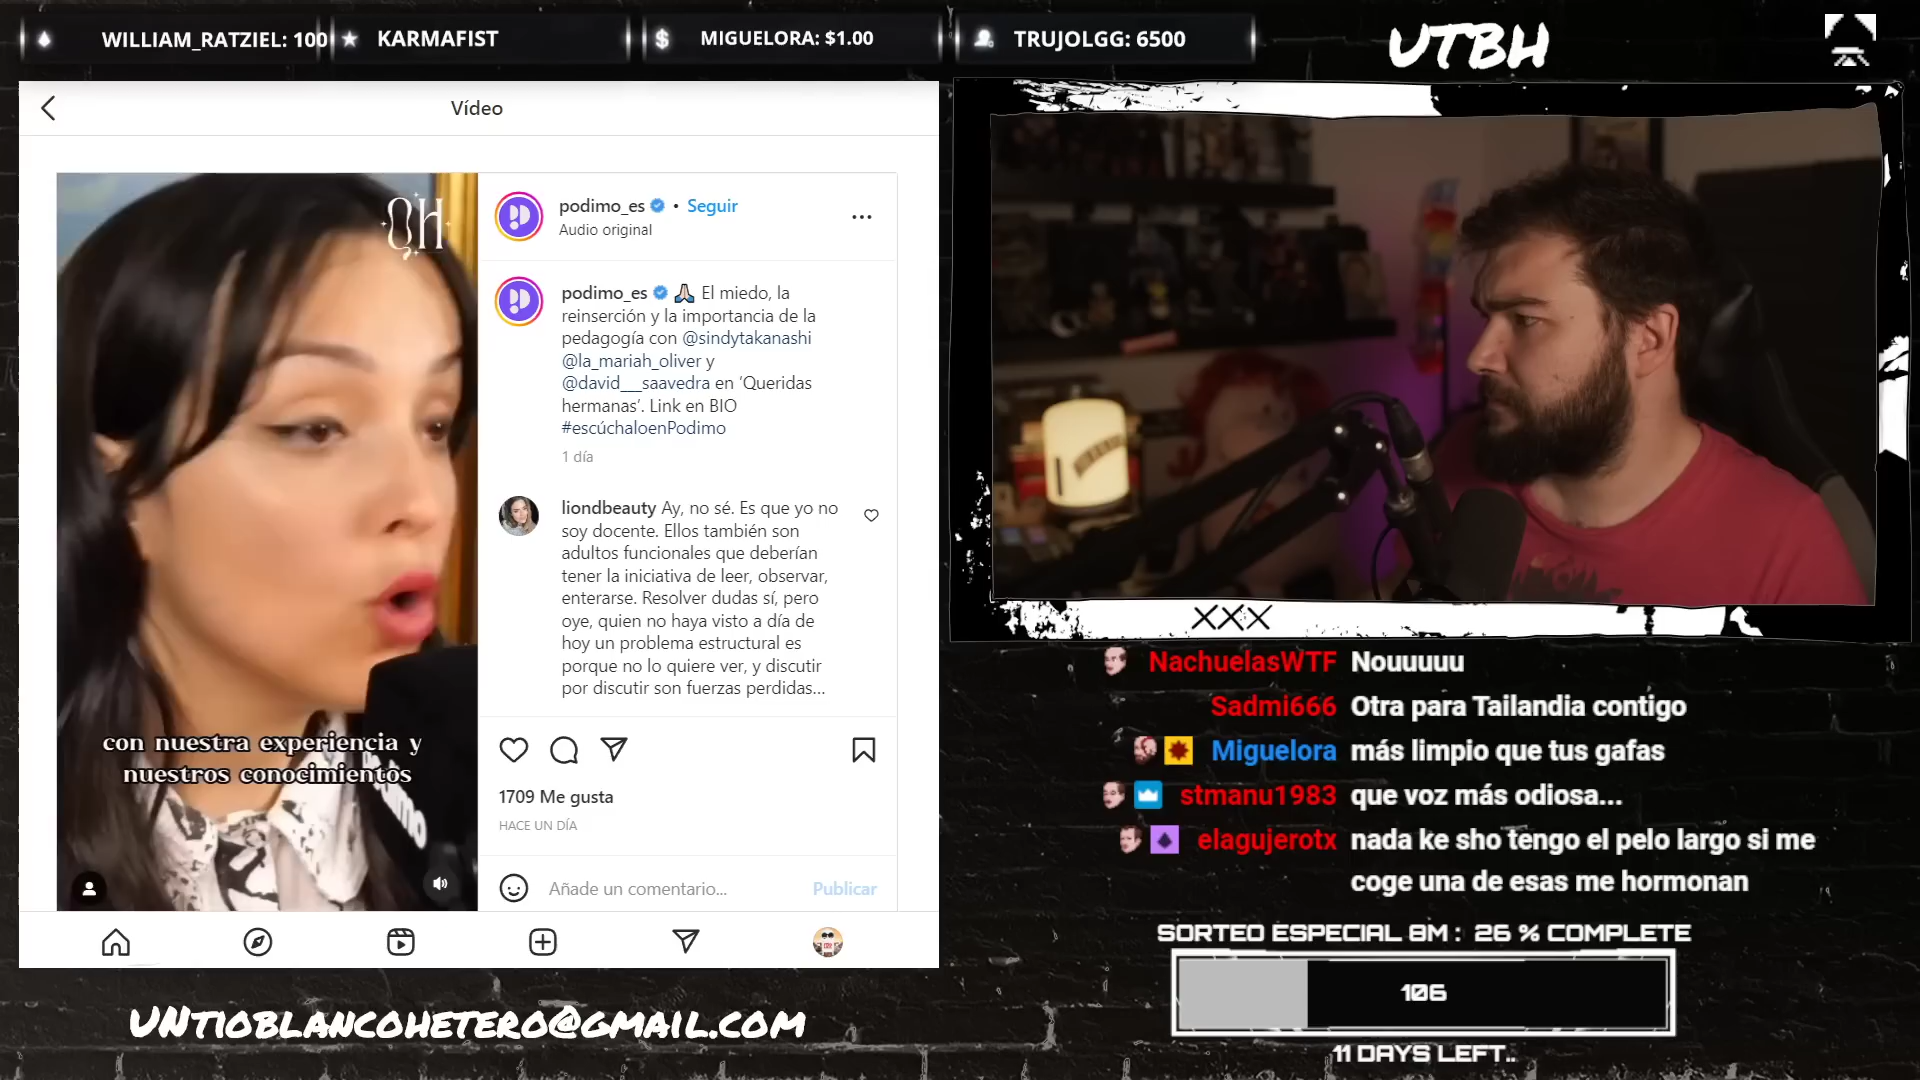 WILLIAM_RATZIEL: 100
KARMAFIST
MIGUELORA: $1.00
TRUJOLGG: 6500
UTBH
Vídeo
QH
podimo_es • Seguir
Audio original
podimo_es 🙏🏻 El miedo, la
reinserción y la importancia de la
pedagogía con @sindytakanashi
@la_mariah_oliver y
@david__saavedra en ‘Queridas
hermanas’. Link en BIO
#escúchaloenPodimo
1 día
liondbeauty Ay, no sé. Es que yo no
soy docente. Ellos también son
adultos funcionales que deberían
tener la iniciativa de leer, observar,
enterarse. Resolver dudas sí, pero
oye, quien no haya visto a día de
hoy un problema estructural es
porque no lo quiere ver, y discutir
por discutir son fuerzas perdidas...
con nuestra experiencia y
nuestros conocimientos
1709 Me gusta
HACE UN DÍA
Añade un comentario...
Publicar
XXX
NachuelasWTF Nouuuuu
Sadmi666 Otra para Tailandia contigo
Miguelora más limpio que tus gafas
stmanu1983 que voz más odiosa...
elagujerotx nada ke sho tengo el pelo largo si me
coge una de esas me hormonan
SORTEO ESPECIAL 8M : 26 % COMPLETE
106
11 DAYS LEFT..
UNTIOBLANCOHETERO@GMAIL.COM